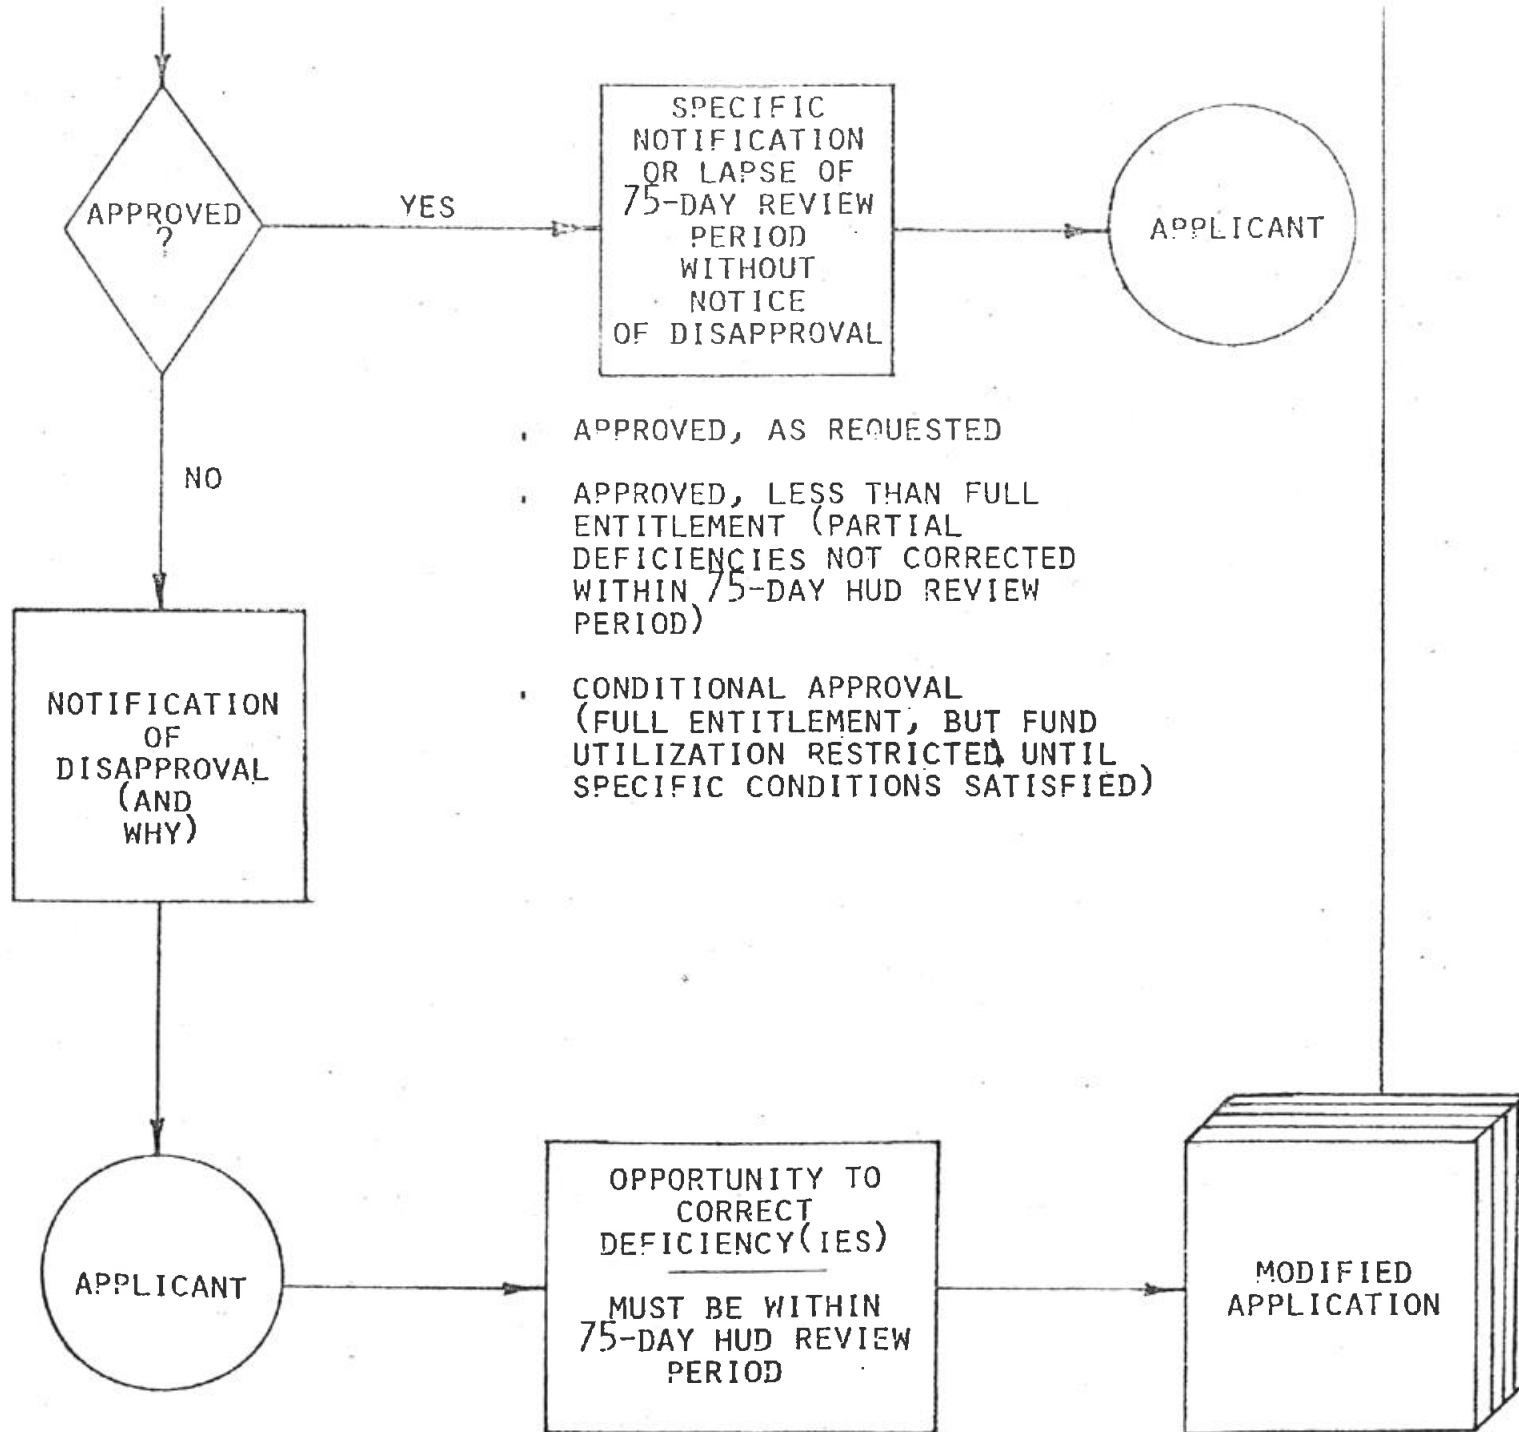 APPROVED
?
YES
SPECIFIC
NOTIFICATION
OR LAPSE OF
75-DAY REVIEW
PERIOD
WITHOUT
NOTICE
OF DISAPPROVAL
APPLICANT
NO
. APPROVED, AS REQUESTED
. APPROVED, LESS THAN FULL
ENTITLEMENT (PARTIAL
DEFICIENCIES NOT CORRECTED
WITHIN 75-DAY HUD REVIEW
PERIOD)
. CONDITIONAL APPROVAL
(FULL ENTITLEMENT, BUT FUND
UTILIZATION RESTRICTED UNTIL
SPECIFIC CONDITIONS SATISFIED)
NOTIFICATION
OF
DISAPPROVAL
(AND
WHY)
APPLICANT
OPPORTUNITY TO
CORRECT
DEFICIENCY(IES)
MUST BE WITHIN
75-DAY HUD REVIEW
PERIOD
MODIFIED
APPLICATION